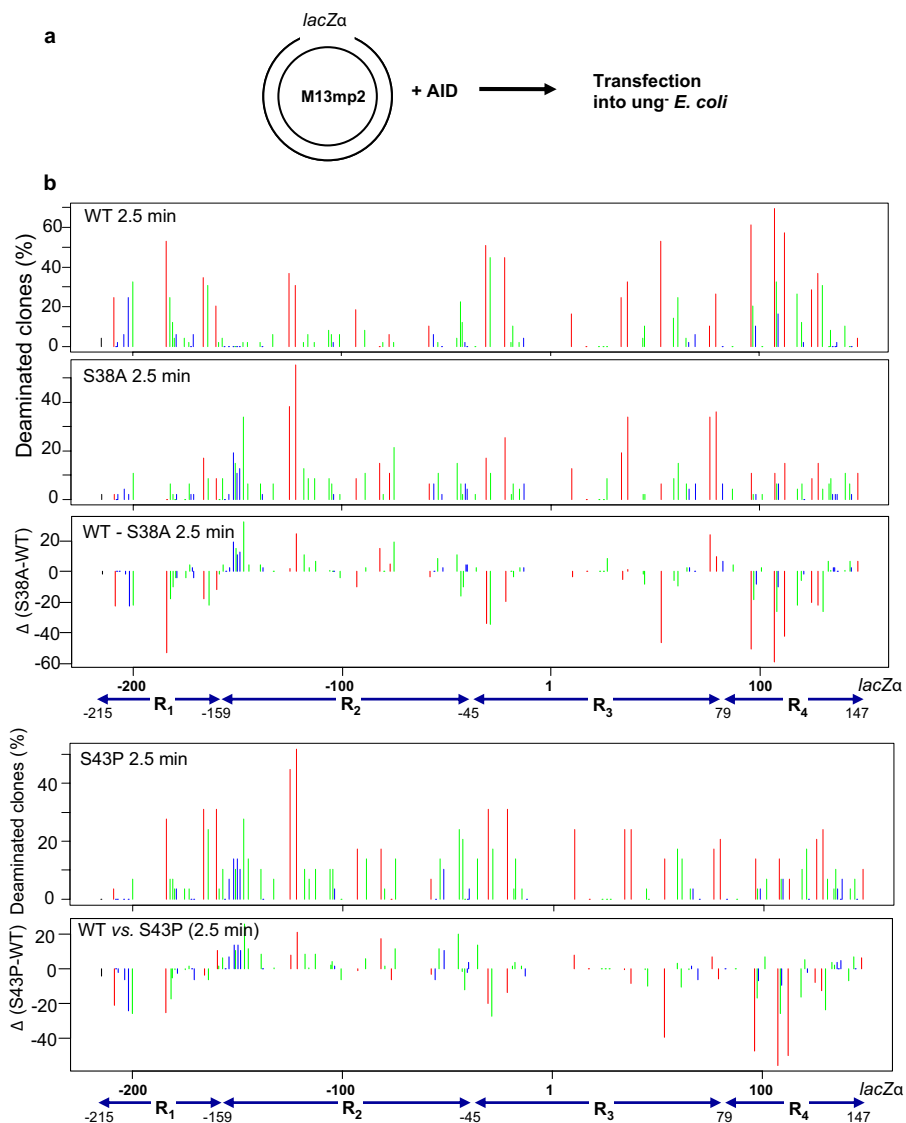 a
lacZα
M13mp2
+ AID
Transfection
into ung- E. coli
b
Deaminated clones (%)
WT 2.5 min
60
40
20
0
S38A 2.5 min
40
20
0
Δ (S38A-WT)
WT - S38A 2.5 min
20
0
-20
-40
-60
-200
-100
1
100
lacZα
R1
R2
R3
R4
-215
-159
-45
79
147
Deaminated clones (%)
S43P 2.5 min
40
20
0
Δ (S43P-WT)
WT vs. S43P (2.5 min)
20
0
-20
-40
-200
-100
1
100
lacZα
R1
R2
R3
R4
-215
-159
-45
79
147